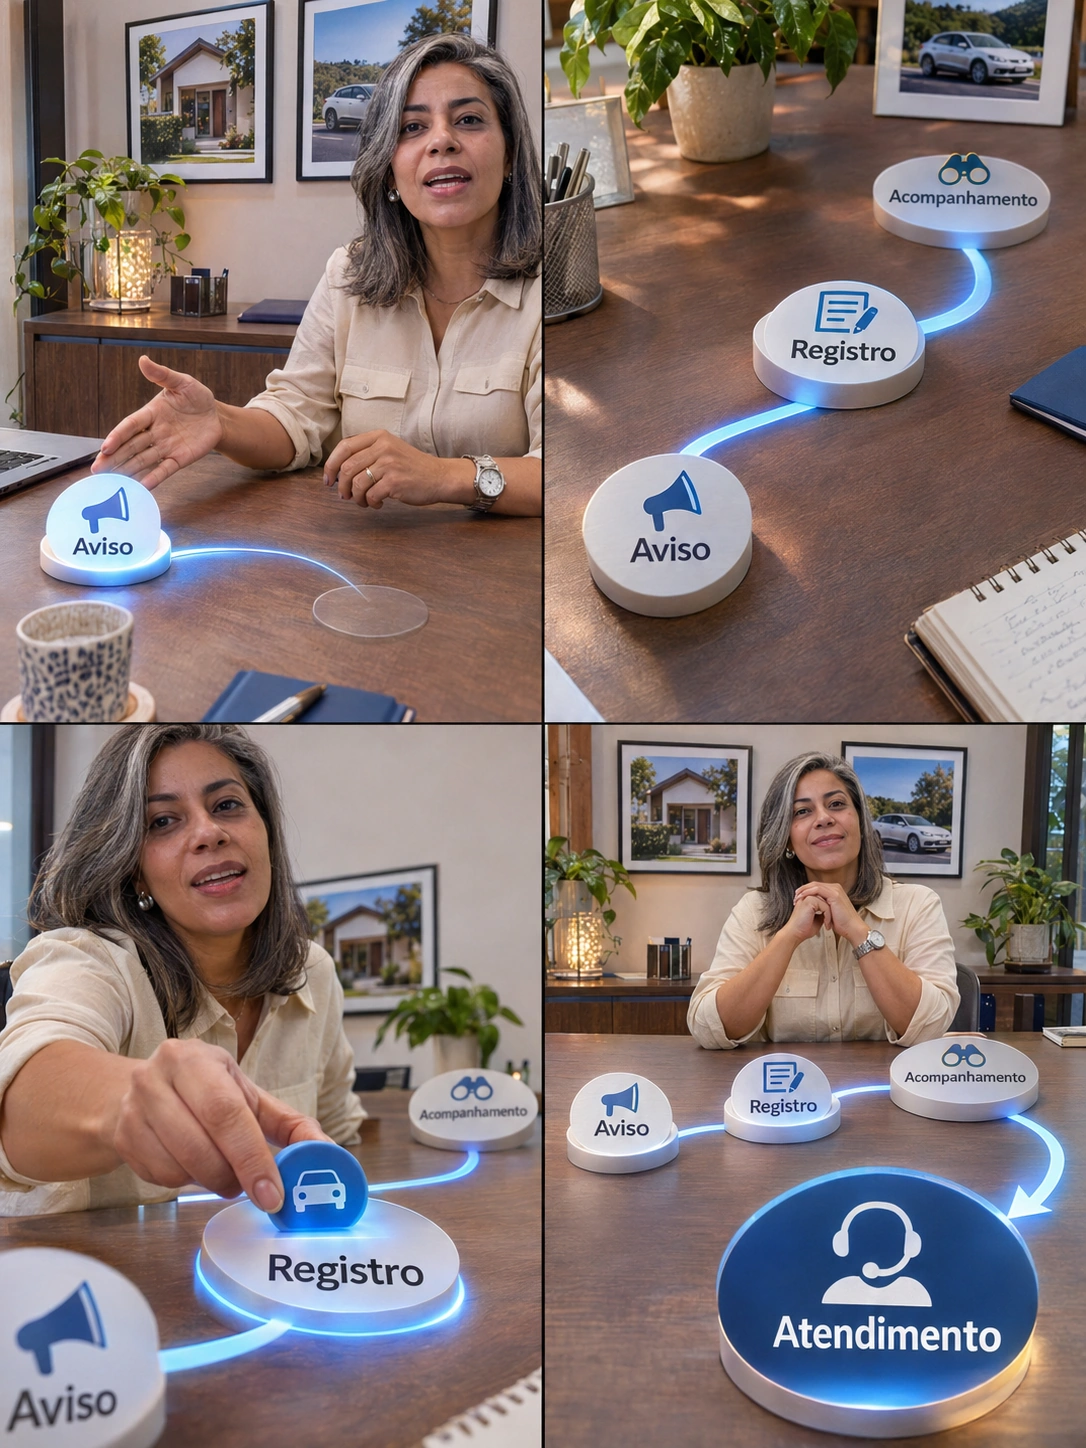 Aviso
Acompanhamento
Registro
Aviso
Acompanhamento
Registro
Aviso
Aviso
Registro
Acompanhamento
Atendimento